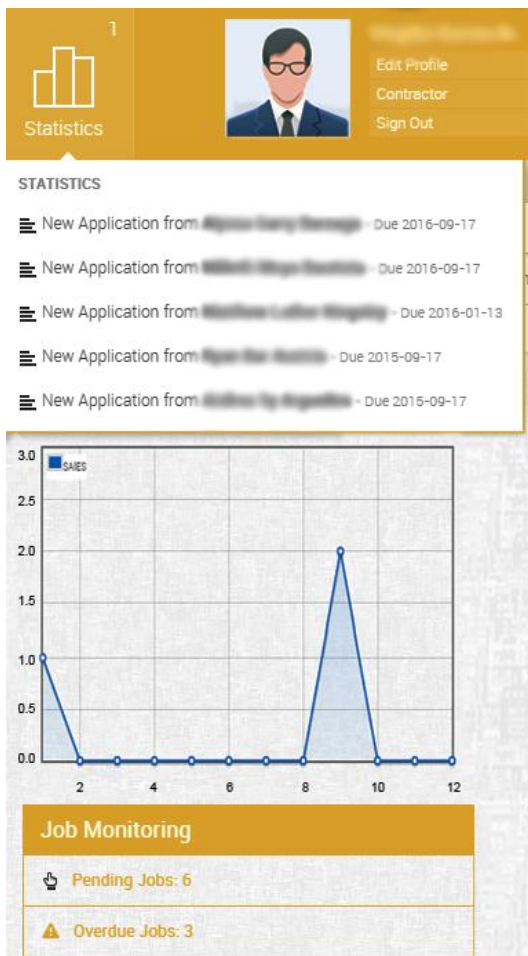 1
Statistics
Edit Profile
Contractor
Sign Out
STATISTICS
New Application from - Due 2016-09-17
New Application from - Due 2016-09-17
New Application from - Due 2016-01-13
New Application from - Due 2015-09-17
New Application from - Due 2015-09-17
3.0
SAlES
2.5
2.0
1.5
1.0
0.5
0.0
2 4 6 8 10 12
Job Monitoring
Pending Jobs: 6
Overdue Jobs: 3